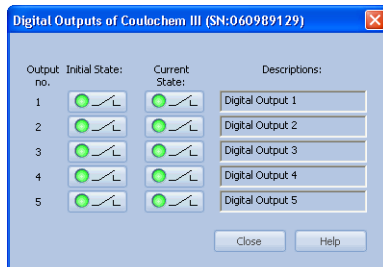 Digital Outputs of Coulochem III (SN:060989129)
Output no. Initial State: Current State: Descriptions:
1 Digital Output 1
2 Digital Output 2
3 Digital Output 3
4 Digital Output 4
5 Digital Output 5
Close Help